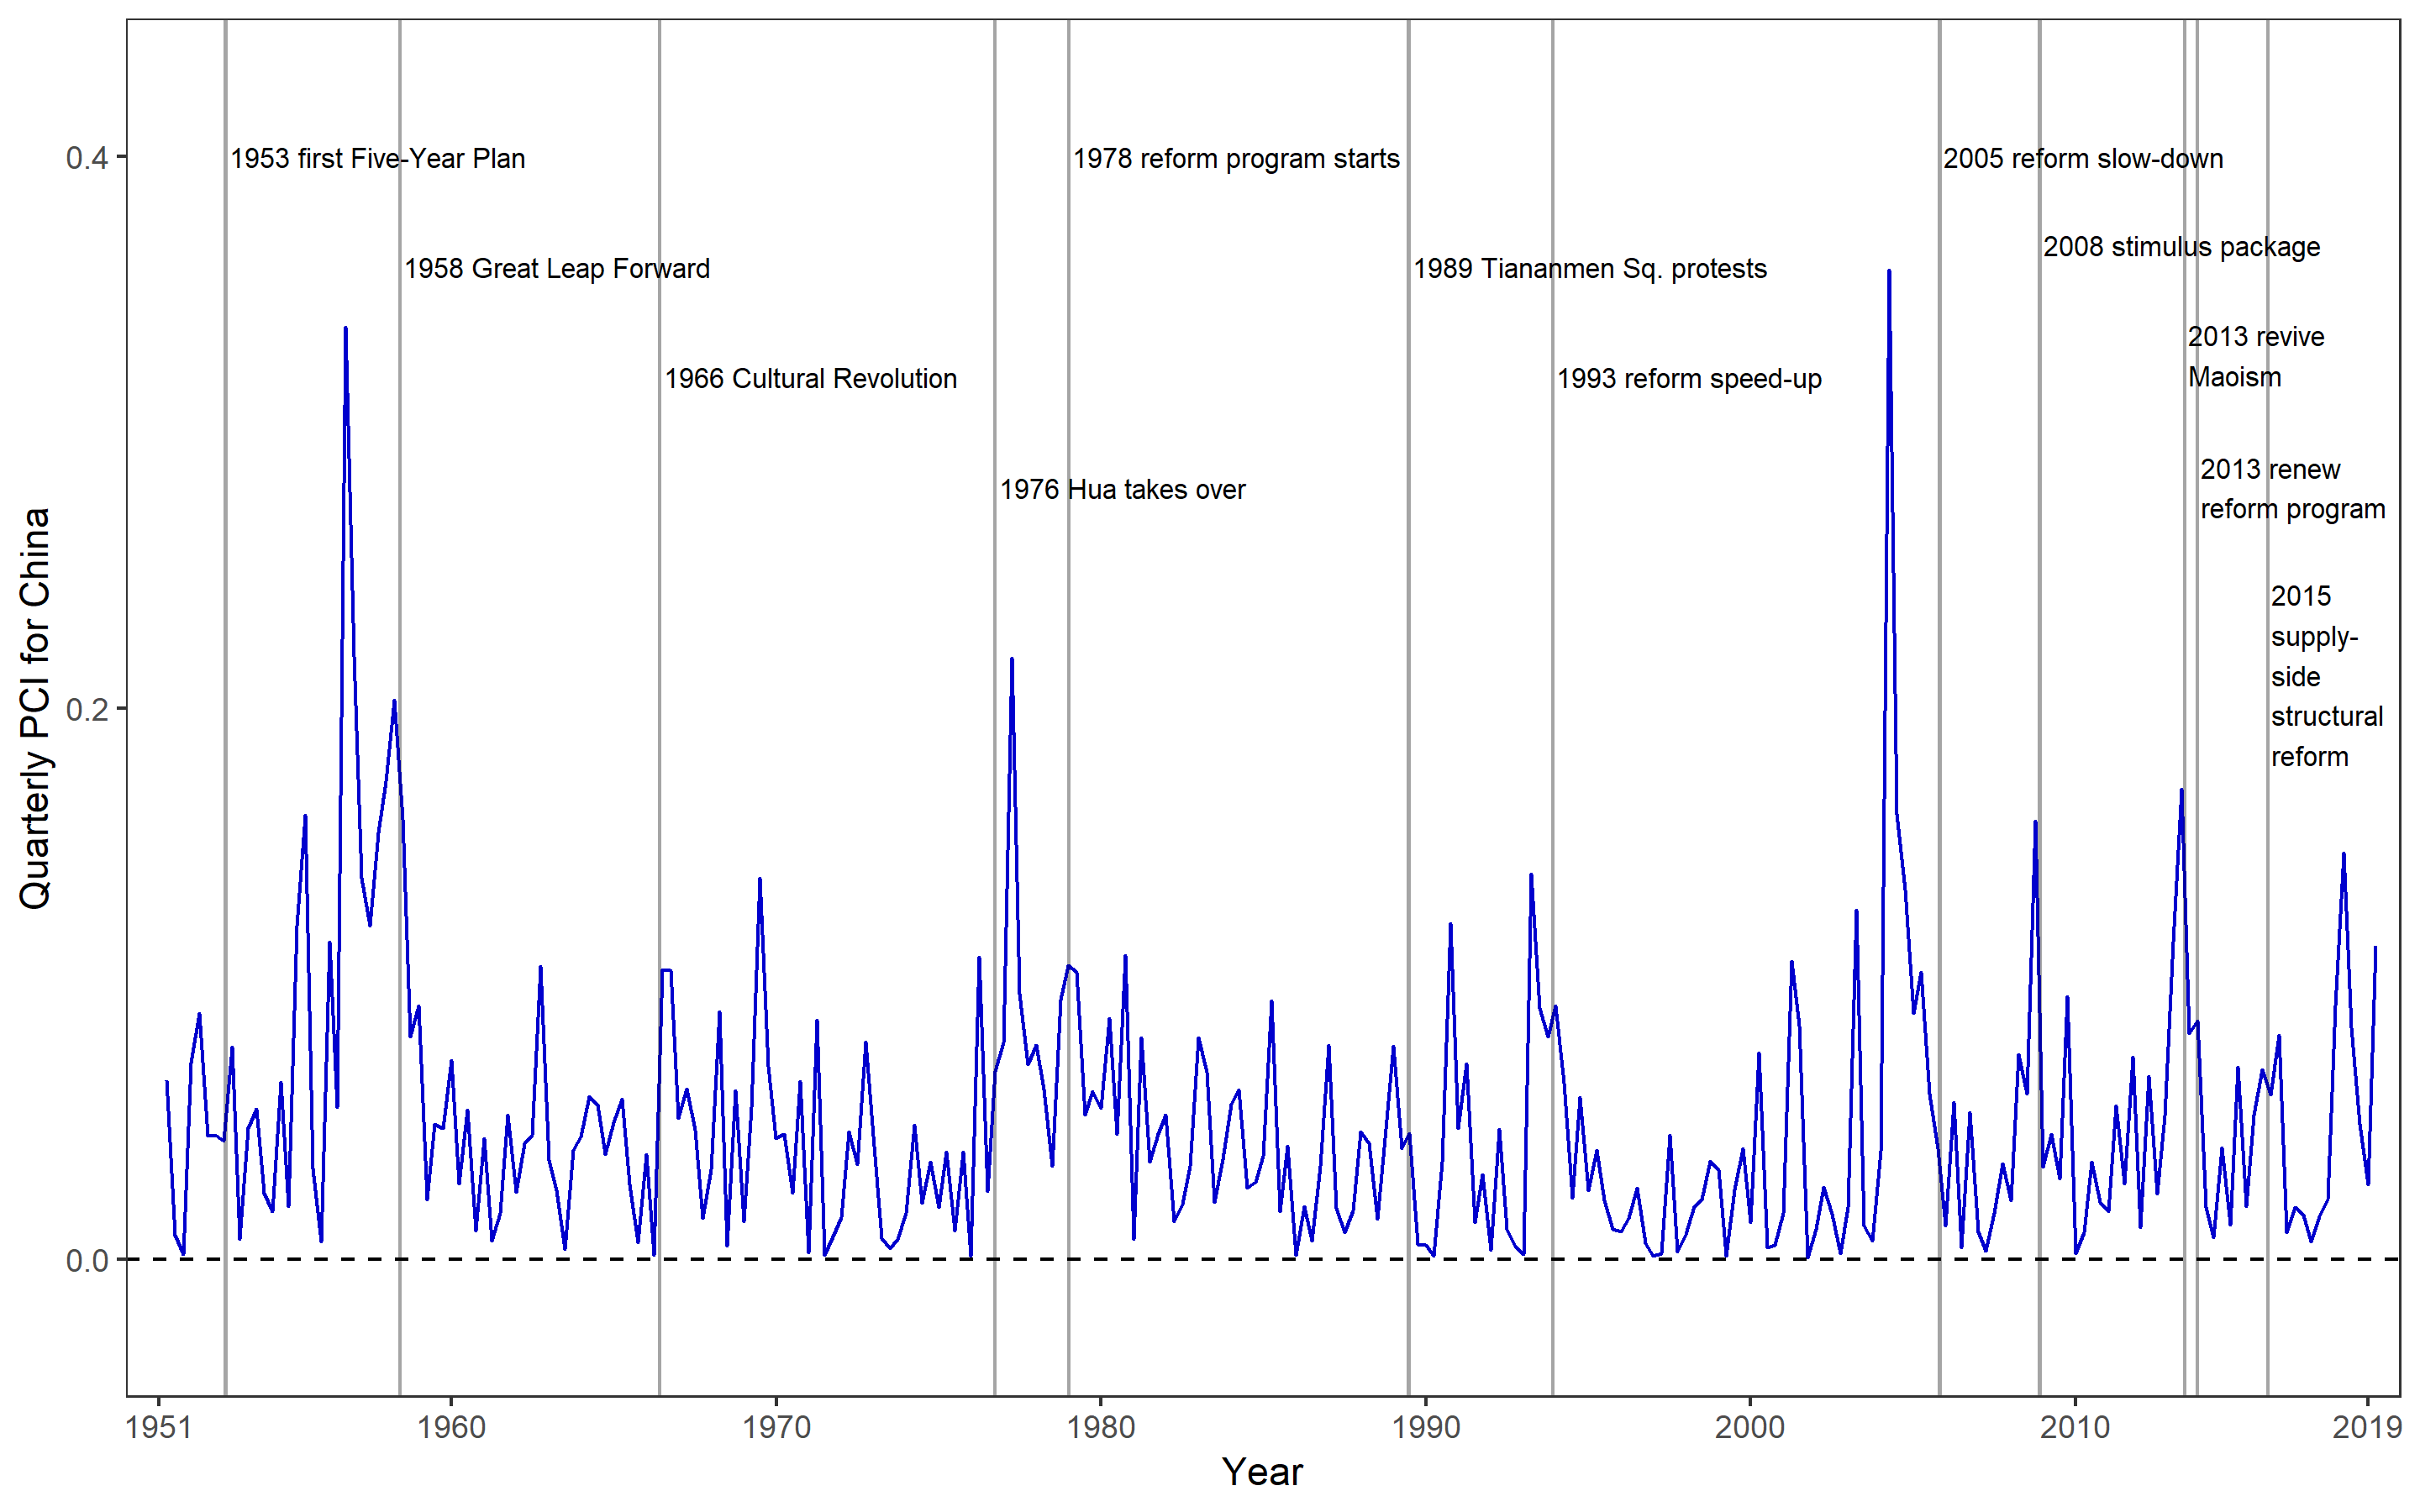 0.4
0.2
0.0
Quarterly PCI for China
1953 first Five-Year Plan
1978 reform program starts
2005 reform slow-down
2008 stimulus package
1958 Great Leap Forward
1989 Tiananmen Sq. protests
2013 revive
Maoism
1966 Cultural Revolution
1993 reform speed-up
2013 renew
reform program
1976 Hua takes over
2015
supply-
side
structural
reform
1951
1960
1970
1980
1990
2000
2010
2019
Year